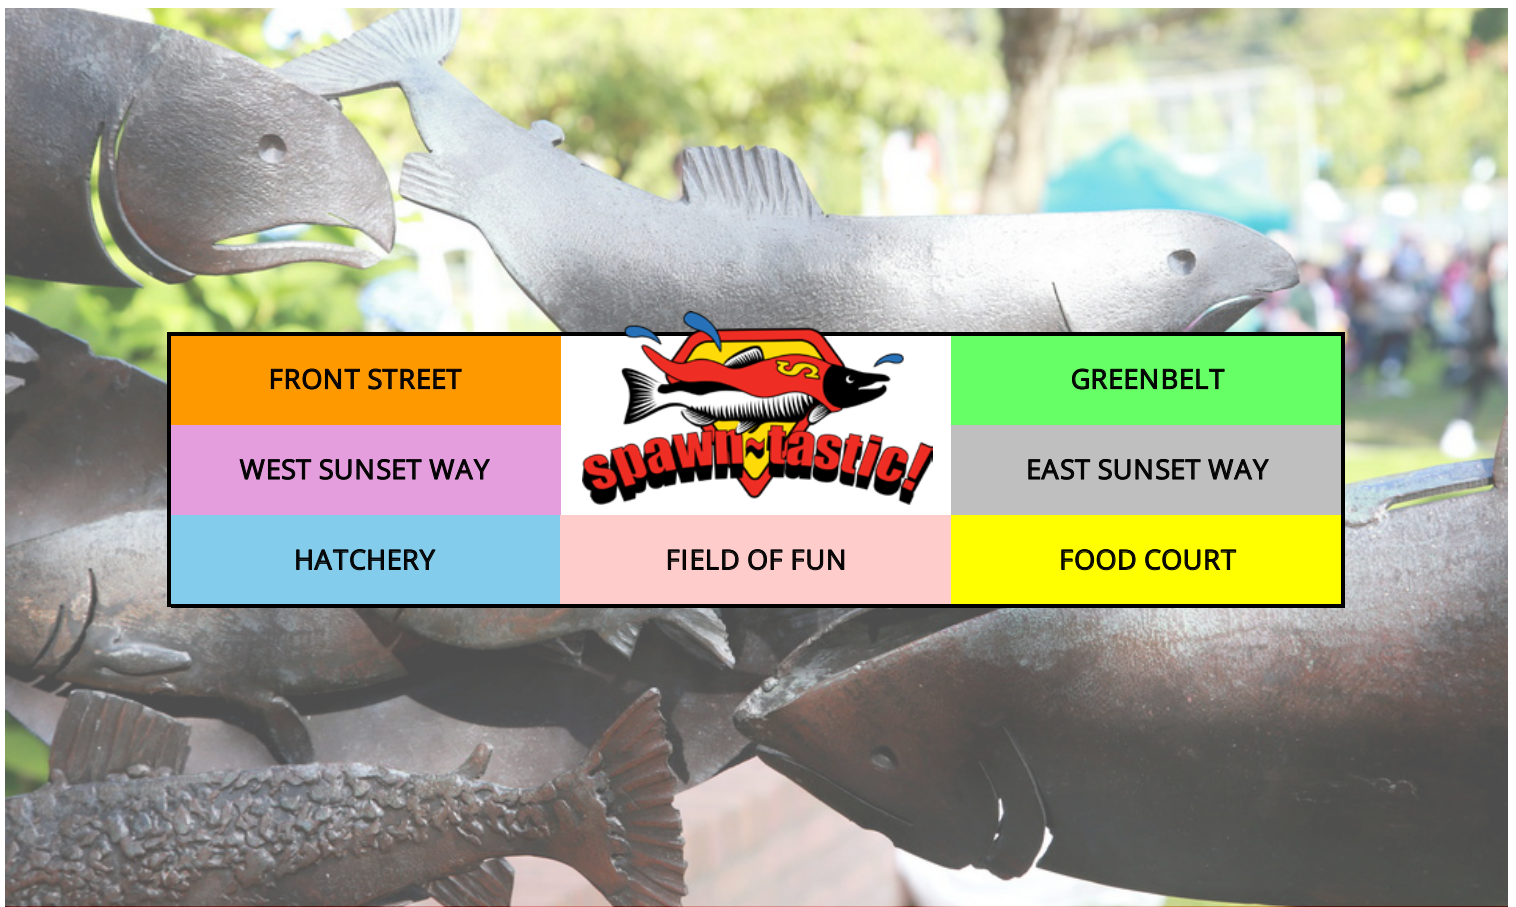 FRONT STREET
GREENBELT
S
spawn~tastic!
WEST SUNSET WAY
EAST SUNSET WAY
HATCHERY
FIELD OF FUN
FOOD COURT